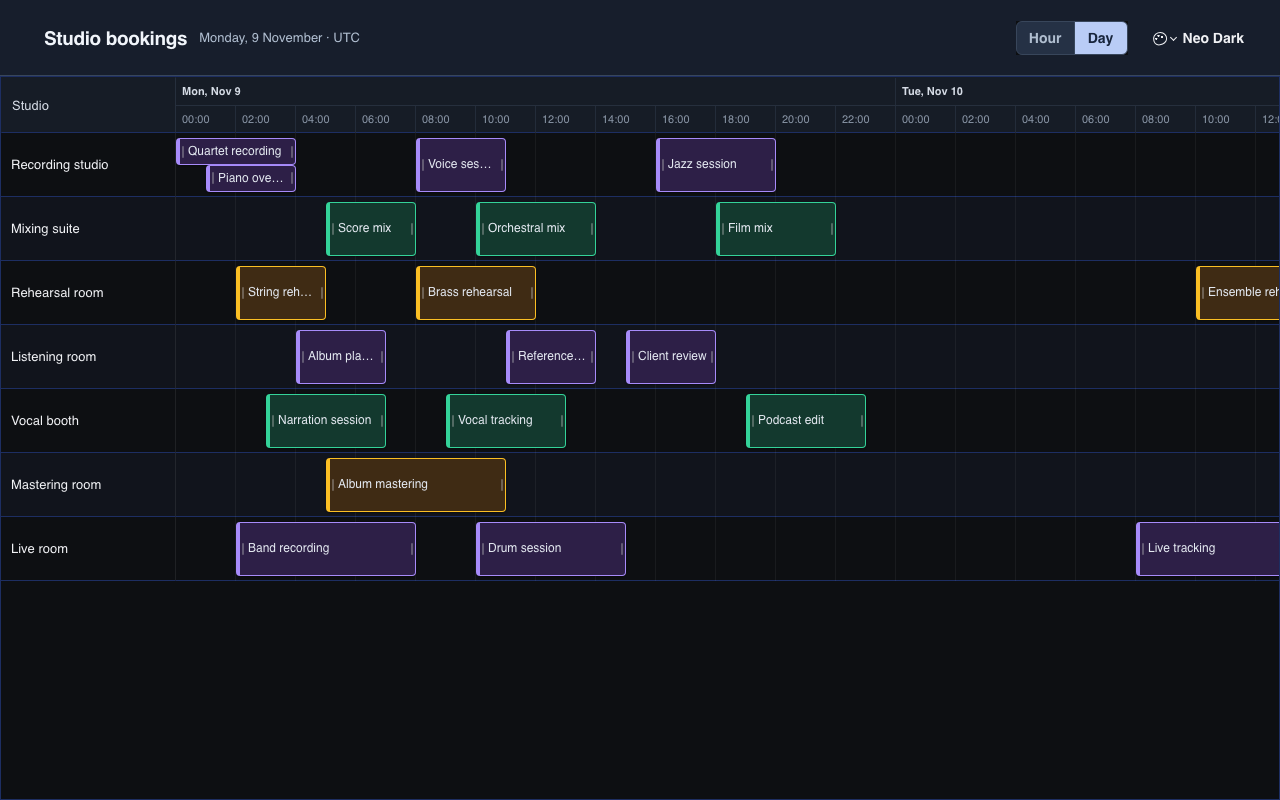 Studio bookings Monday, 9 November · UTC Hour Day Neo Dark
Studio Mon, Nov 9 Tue, Nov 10
00:00 02:00 04:00 06:00 08:00 10:00 12:00 14:00 16:00 18:00 20:00 22:00 00:00 02:00 04:00 06:00 08:00 10:00
Recording studio Quartet recording Voice ses… Jazz session
Piano ove…
Mixing suite Score mix Orchestral mix Film mix
Rehearsal room String reh… Brass rehearsal Ensemble reh
Listening room Album pla… Reference… Client review
Vocal booth Narration session Vocal tracking Podcast edit
Mastering room Album mastering
Live room Band recording Drum session Live tracking